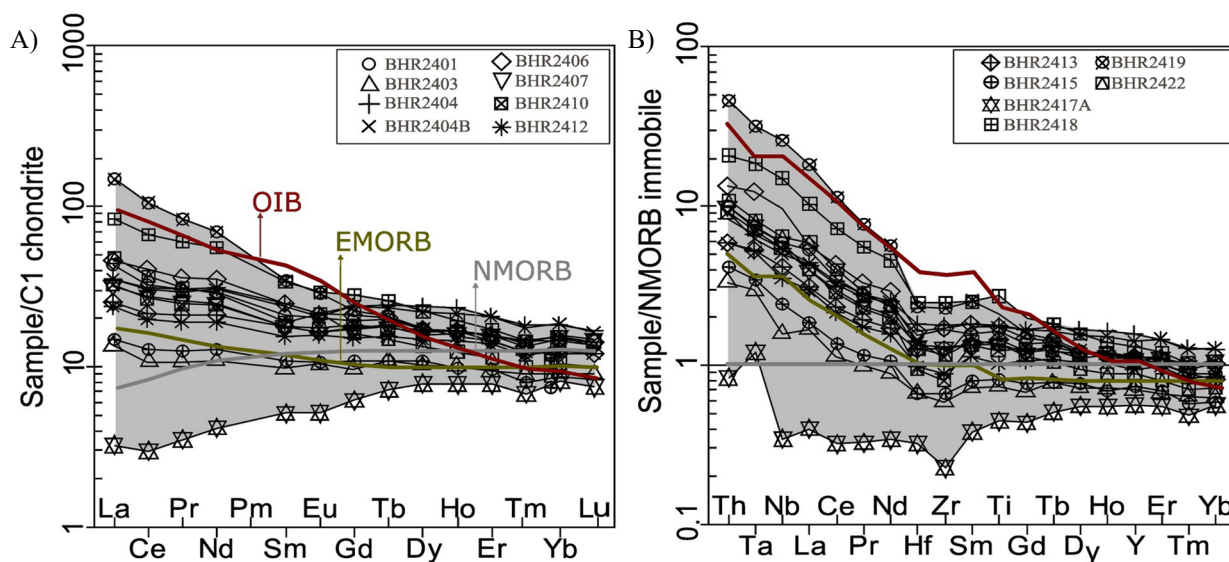 A)
Sample/C1 chondrite
1000
100
10
1
BHR2401
BHR2403
BHR2404
BHR2404B
BHR2406
BHR2407
BHR2410
BHR2412
OIB
EMORB
NMORB
La Pr Pm Eu Tb Ho Tm Lu
Ce Nd Sm Gd Dy Er Yb
B)
Sample/NMORB immobile
100
10
1
0.1
BHR2413
BHR2415
BHR2417A
BHR2418
BHR2419
BHR2422
Th Nb Ce Nd Zr Ti Tb Ho Er Yb
Ta La Pr Hf Sm Gd Dy Y Tm